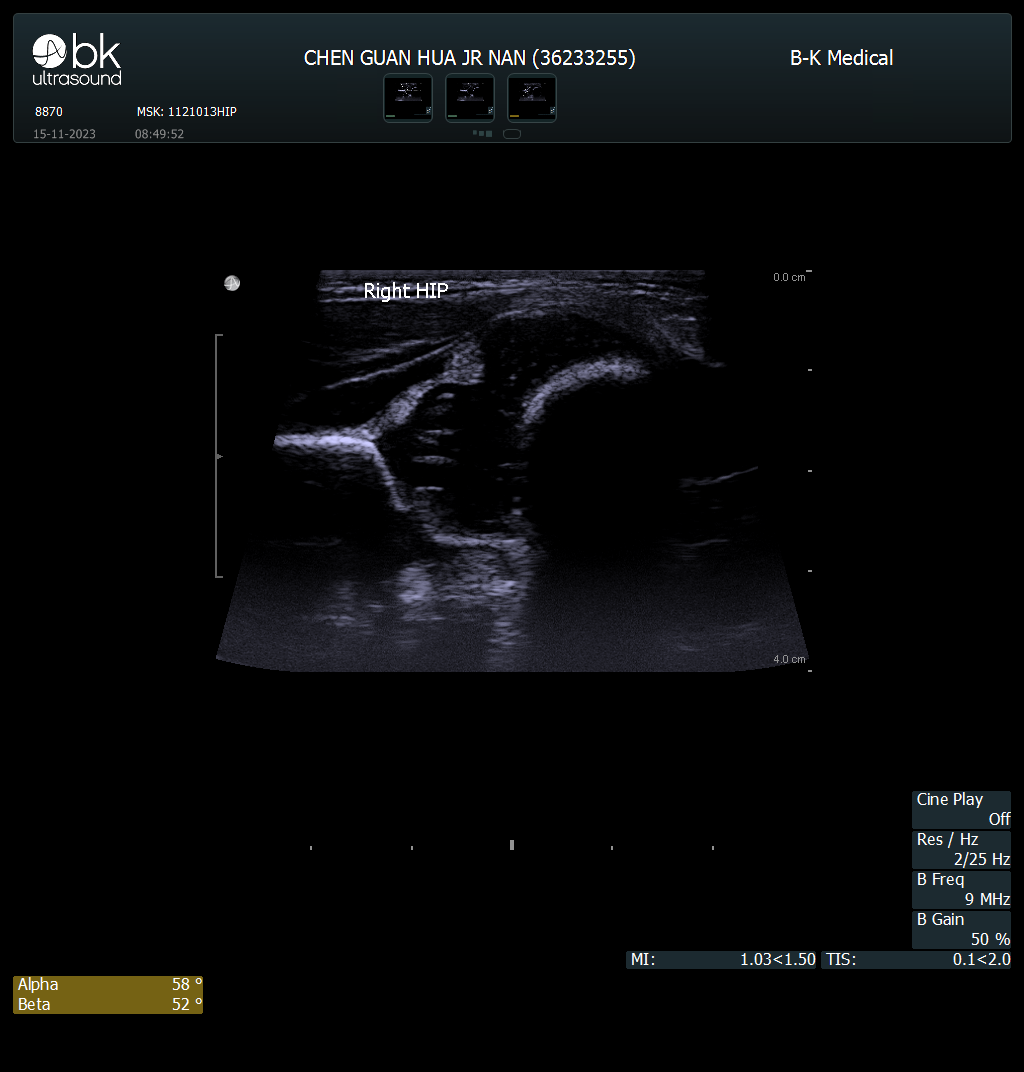 bk
ultrasound
CHEN GUAN HUA JR NAN (36233255)
B-K Medical
8870
MSK: 1121013HIP
15-11-2023
08:49:52
0.0 cm
Right HIP
4.0 cm
Cine Play
Off
Res / Hz
2/25 Hz
B Freq
9 MHz
B Gain
50 %
MI: 1.03<1.50
TIS: 0.1<2.0
Alpha 58 º
Beta 52 º